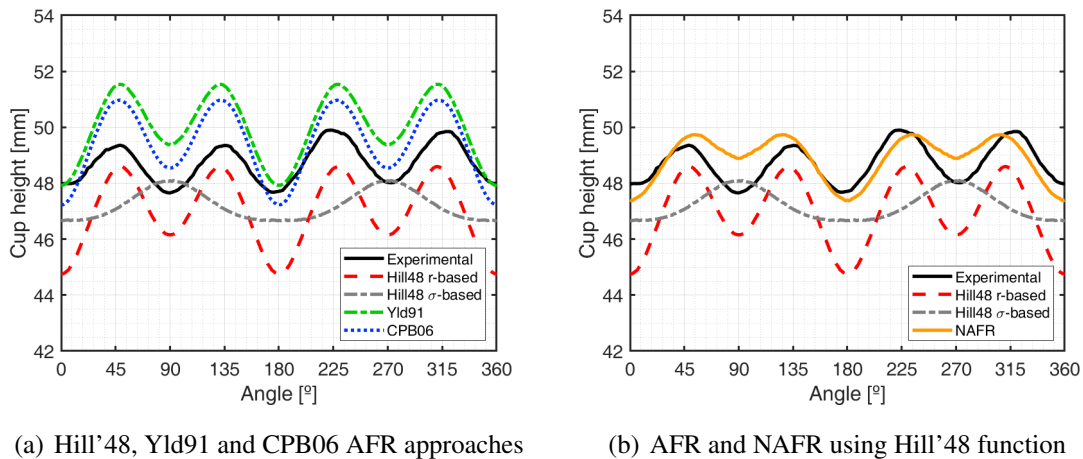 54
52
50
48
46
44
42
Cup height [mm]
0 45 90 135 180 225 270 315 360
Angle [º]
Experimental
Hill48 r-based
Hill48 σ-based
Yld91
CPB06
(a) Hill’48, Yld91 and CPB06 AFR approaches
54
52
50
48
46
44
42
Cup height [mm]
0 45 90 135 180 225 270 315 360
Angle [º]
Experimental
Hill48 r-based
Hill48 σ-based
NAFR
(b) AFR and NAFR using Hill’48 function